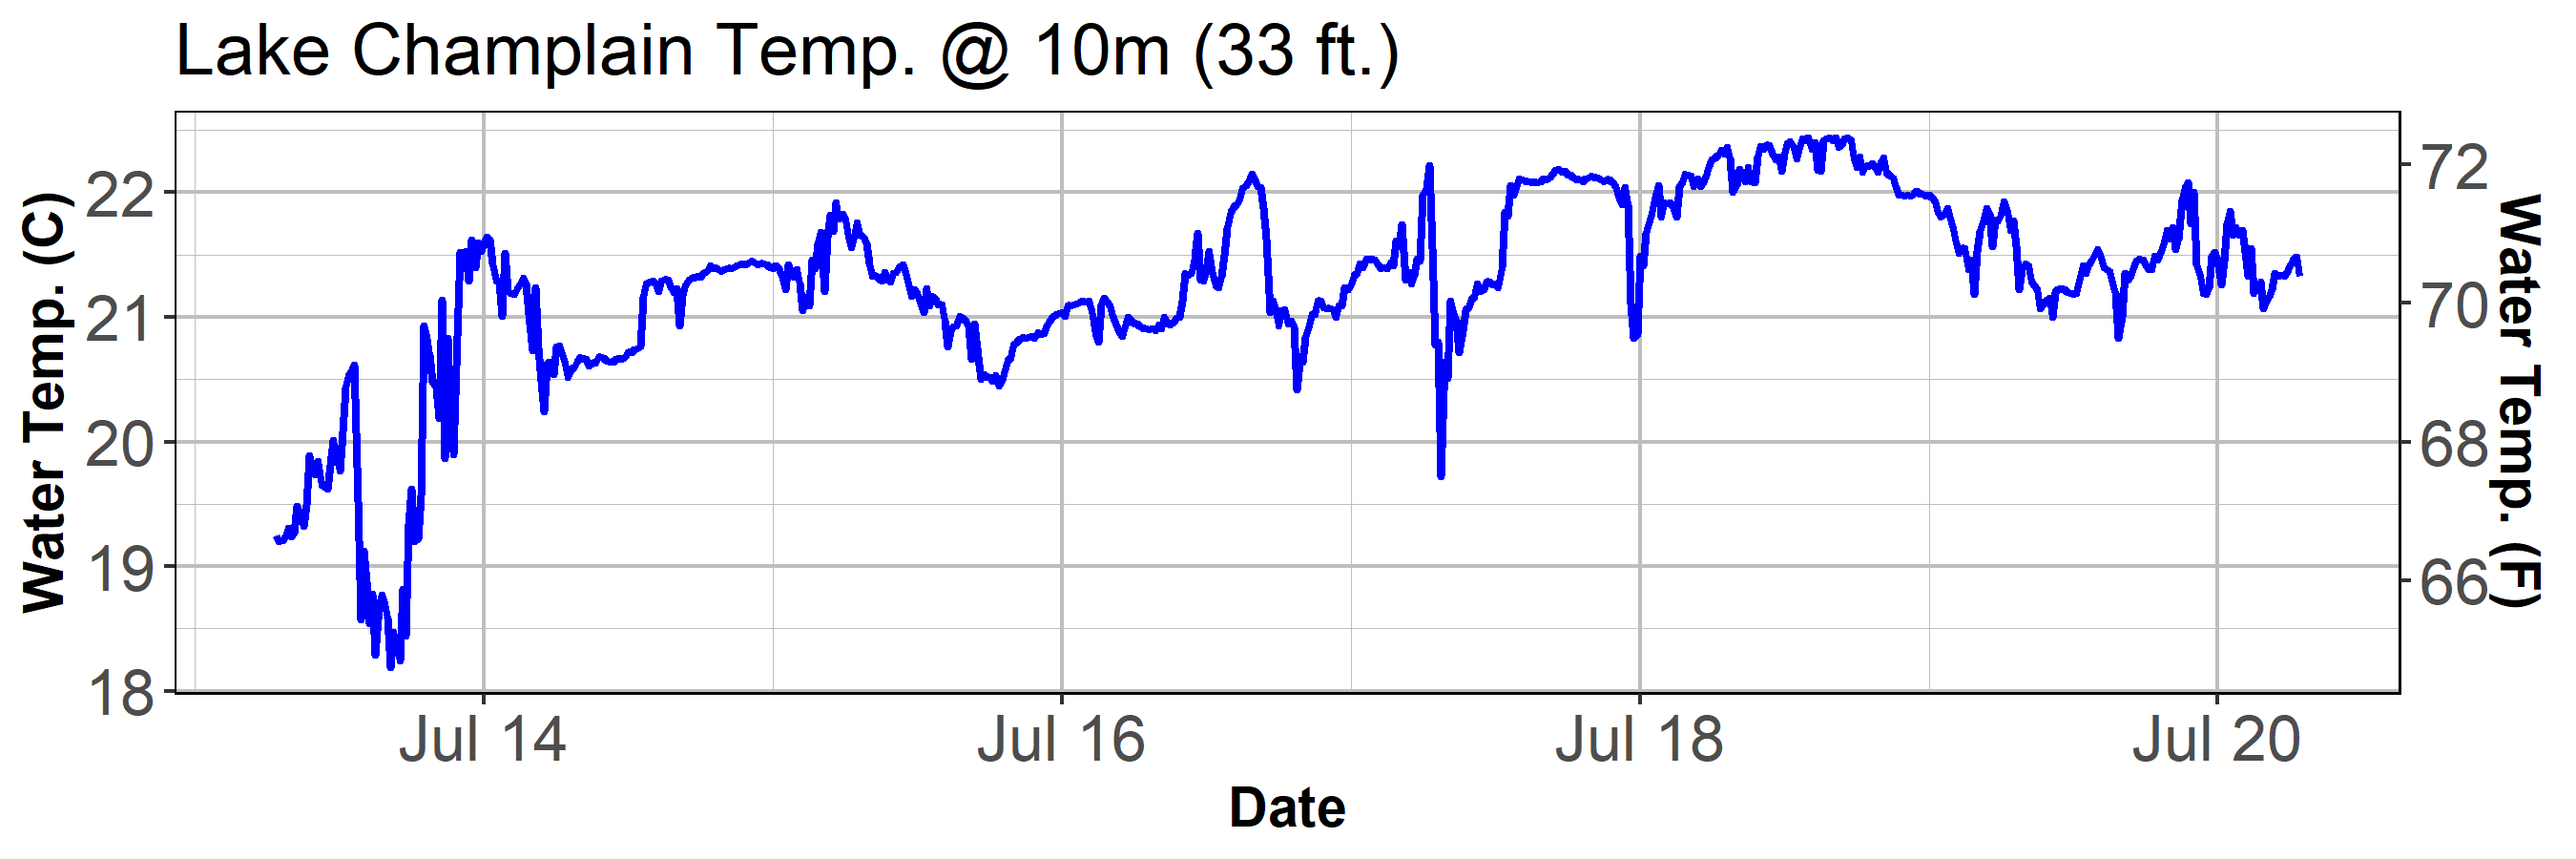 Lake Champlain Temp. @ 10m (33 ft.)
Water Temp. (C)
22
21
20
19
18
72
70
68
66
Water Temp. (F)
Jul 14
Jul 16
Jul 18
Jul 20
Date